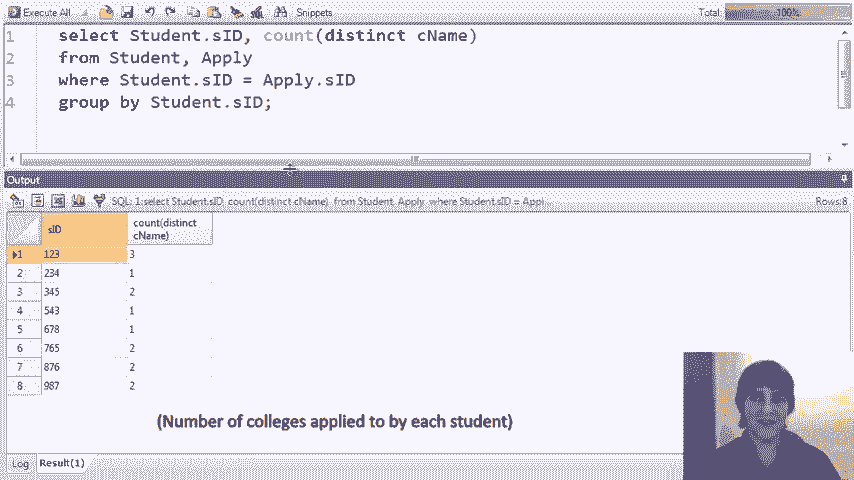 Execute All Snippets Total: 100%
1 select Student.sID, count(distinct cName)
2 from Student, Apply
3 where Student.sID = Apply.sID
4 group by Student.sID;
Output
SQL: 1:select Student.sID, count(distinct cName) from Student, Apply where Student.sID = Appl... Rows:8
sID count(distinct cName)
1 123 3
2 234 1
3 345 2
4 543 1
5 678 1
6 765 2
7 876 2
8 987 2
(Number of colleges applied to by each student)
Log Result(1)